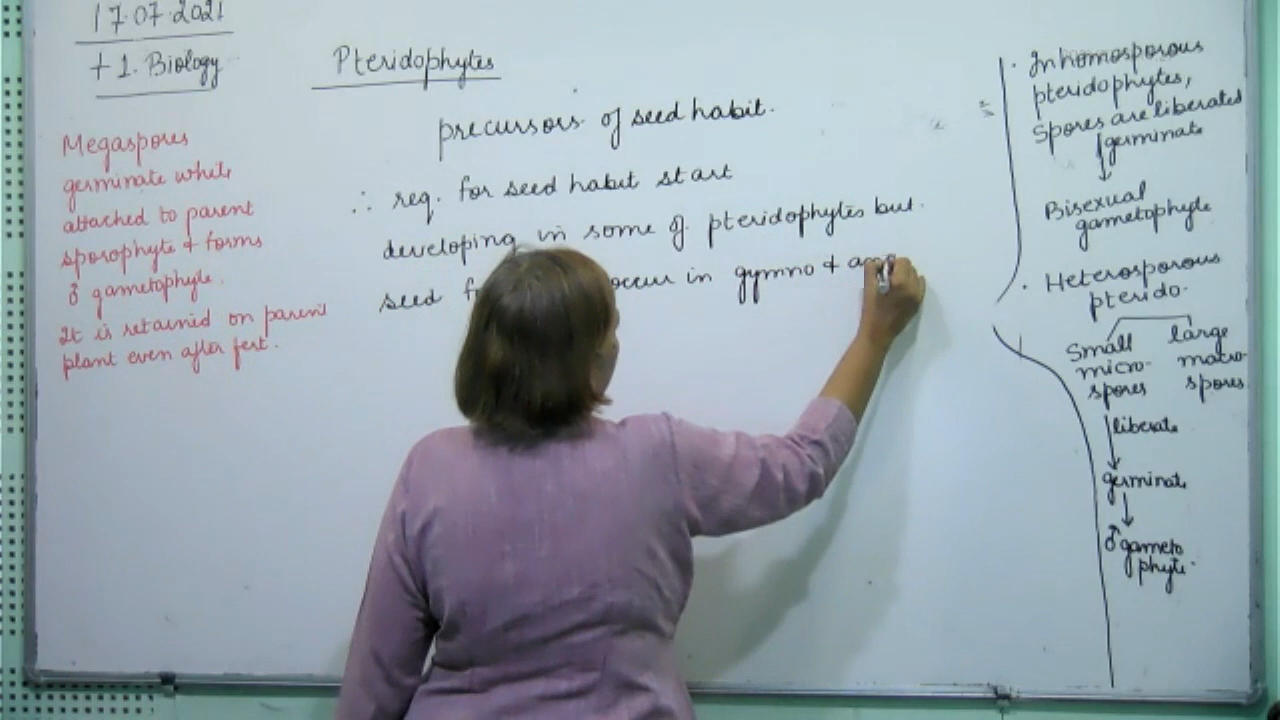 17.07.2021
+1. Biology
Pteridophytes
Megaspores
germinate while
attached to parent
sporophyte & forms
♂ gametophyte.
It is retained on parent
plant even after fert.
precursors of seed habit.
∴ req. for seed habit start
developing in some of pteridophytes but
seed occur in gymno & ang
· In homosporous
pteridophytes,
Spores are liberated
↓ germinate
Bisexual
gametophyte
· Heterosporous
pterido.
Small large
micro- macro-
spores spores
↓ liberate
germinate
↓
♂ gameto
phyte.